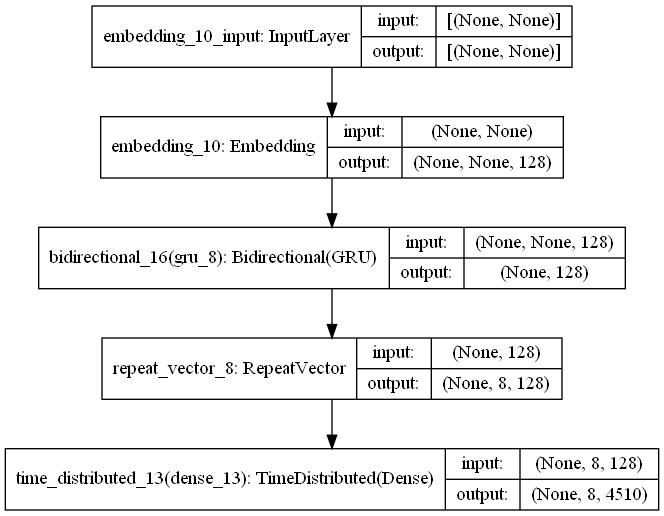 embedding_10_input: InputLayer
input:
[(None, None)]
output:
[(None, None)]
embedding_10: Embedding
input:
(None, None)
output:
(None, None, 128)
bidirectional_16(gru_8): Bidirectional(GRU)
input:
(None, None, 128)
output:
(None, 128)
repeat_vector_8: RepeatVector
input:
(None, 128)
output:
(None, 8, 128)
time_distributed_13(dense_13): TimeDistributed(Dense)
input:
(None, 8, 128)
output:
(None, 8, 4510)